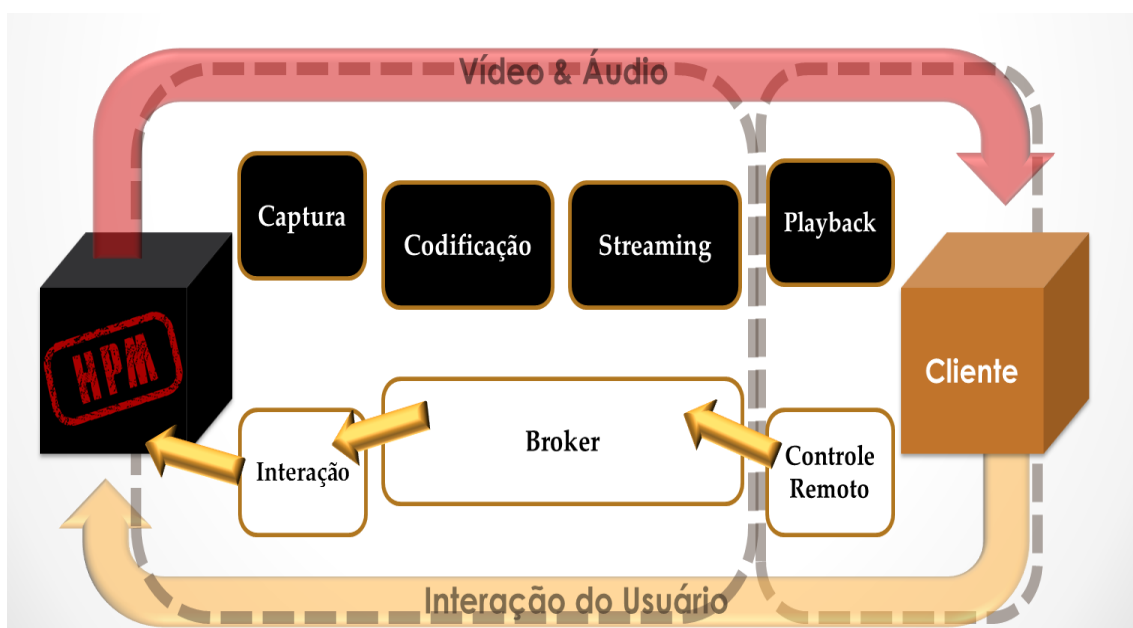 Vídeo & Áudio
Captura
Codificação
Streaming
Playback
HPM
Cliente
Broker
Interação
Controle
Remoto
Interação do Usuário